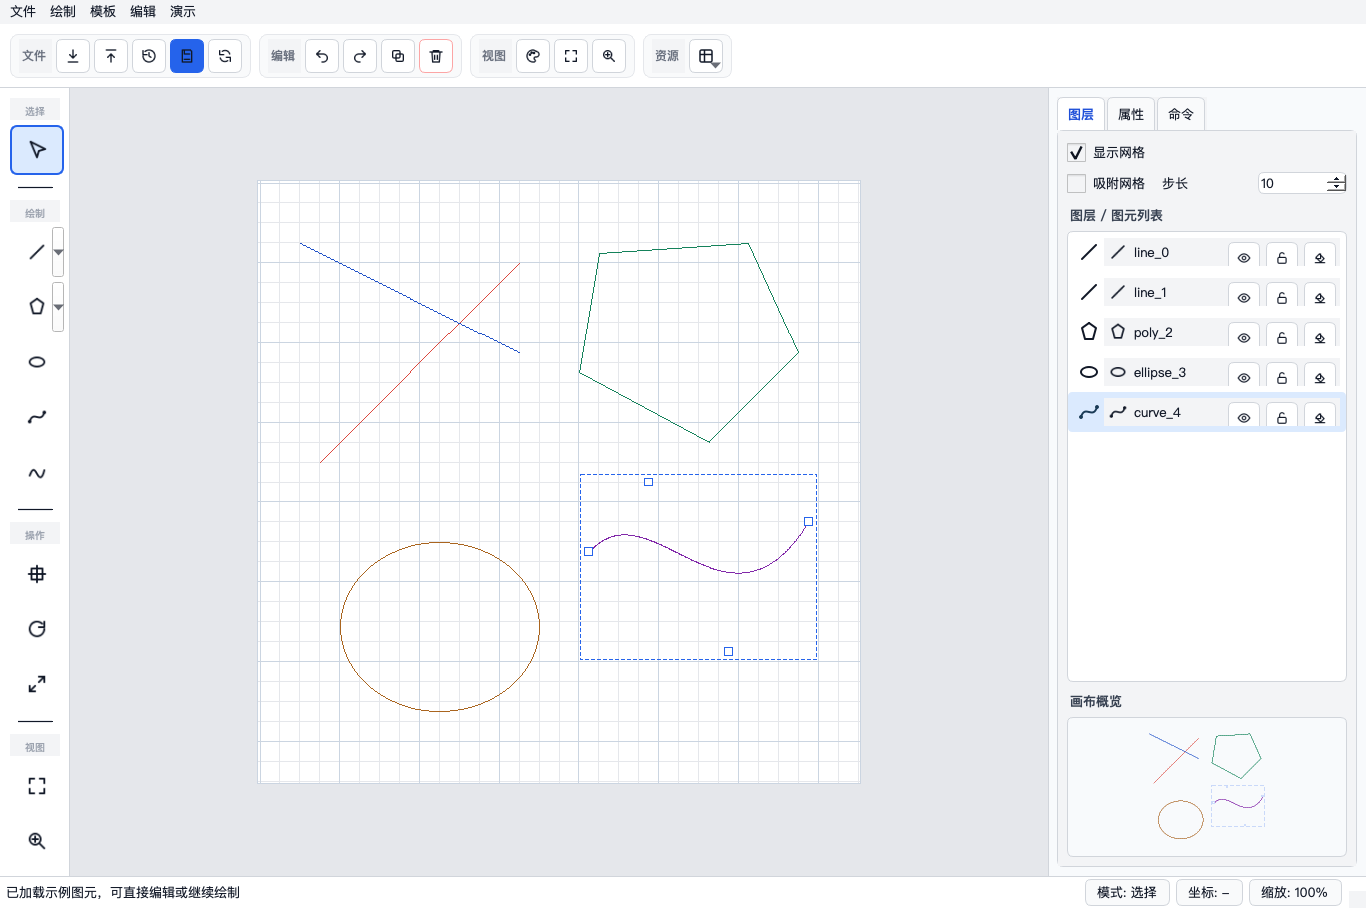 文件 绘制 模板 编辑 演示
文件 编辑 视图 资源
选择
绘制
操作
视图
图层 属性 命令
显示网格
吸附网格 步长 10
图层 / 图元列表
line_0
line_1
poly_2
ellipse_3
curve_4
画布概览
已加载示例图元，可直接编辑或继续绘制
模式: 选择 坐标: – 缩放: 100%